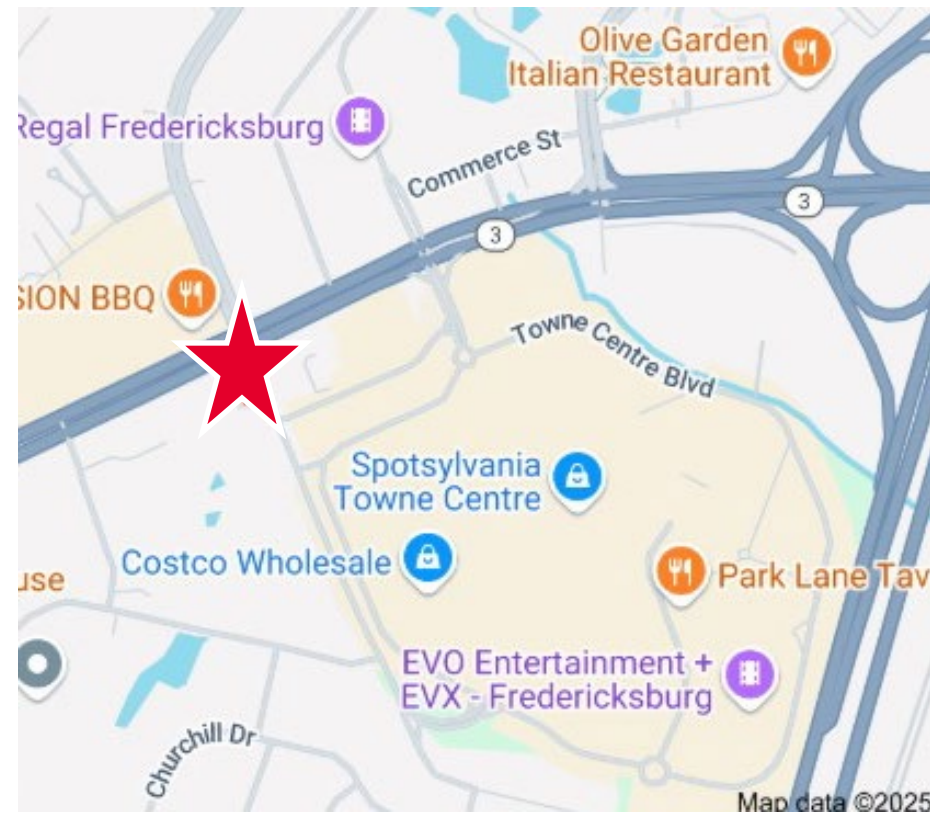 Olive Garden
Italian Restaurant
Regal Fredericksburg
Commerce St
3
3
SION BBQ
Towne Centre Blvd
Spotsylvania
Towne Centre
Costco Wholesale
use
Park Lane Tav
EVO Entertainment +
EVX - Fredericksburg
Churchill Dr
Map data ©2025